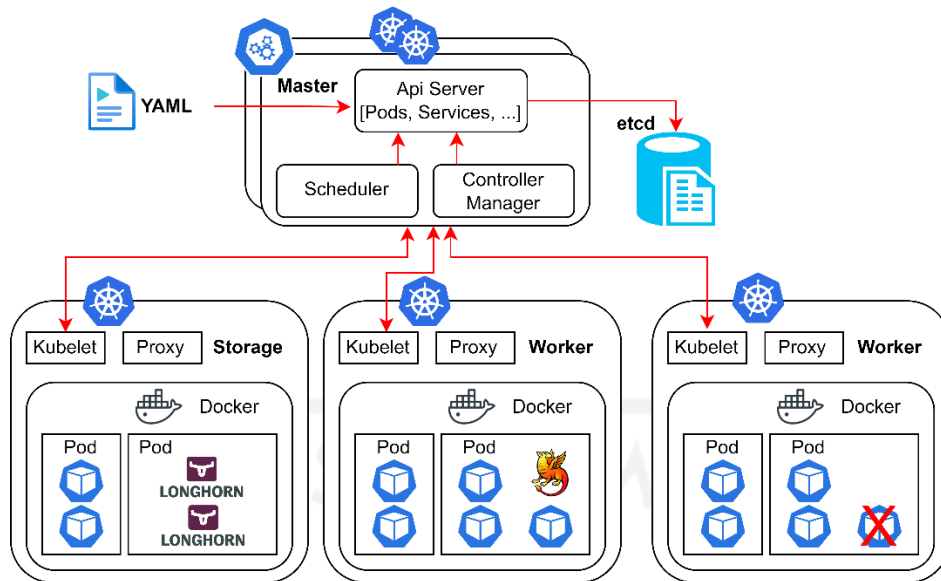 Master
Api Server
[Pods, Services, ...]
YAML
etcd
Scheduler
Controller
Manager
Kubelet
Proxy
Storage
Docker
Pod
Pod
LONGHORN
LONGHORN
Kubelet
Proxy
Worker
Docker
Pod
Pod
Kubelet
Proxy
Worker
Docker
Pod
Pod